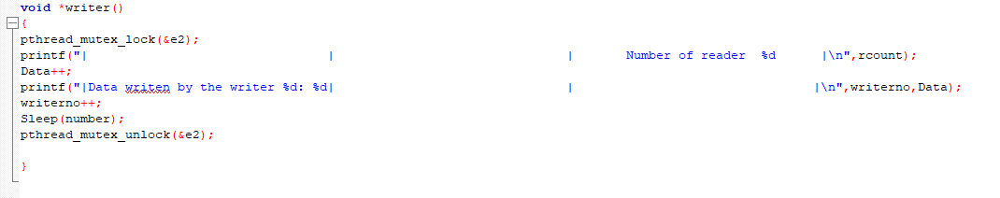 void *writer()
{
pthread_mutex_lock(&e2);
printf("|                                     |                                    |        Number of reader  %d       |\n",rcount);
Data++;
printf("|Data writen by the writer %d: %d|                                    |                                     |\n",writerno,Data);
writerno++;
Sleep(number);
pthread_mutex_unlock(&e2);
}